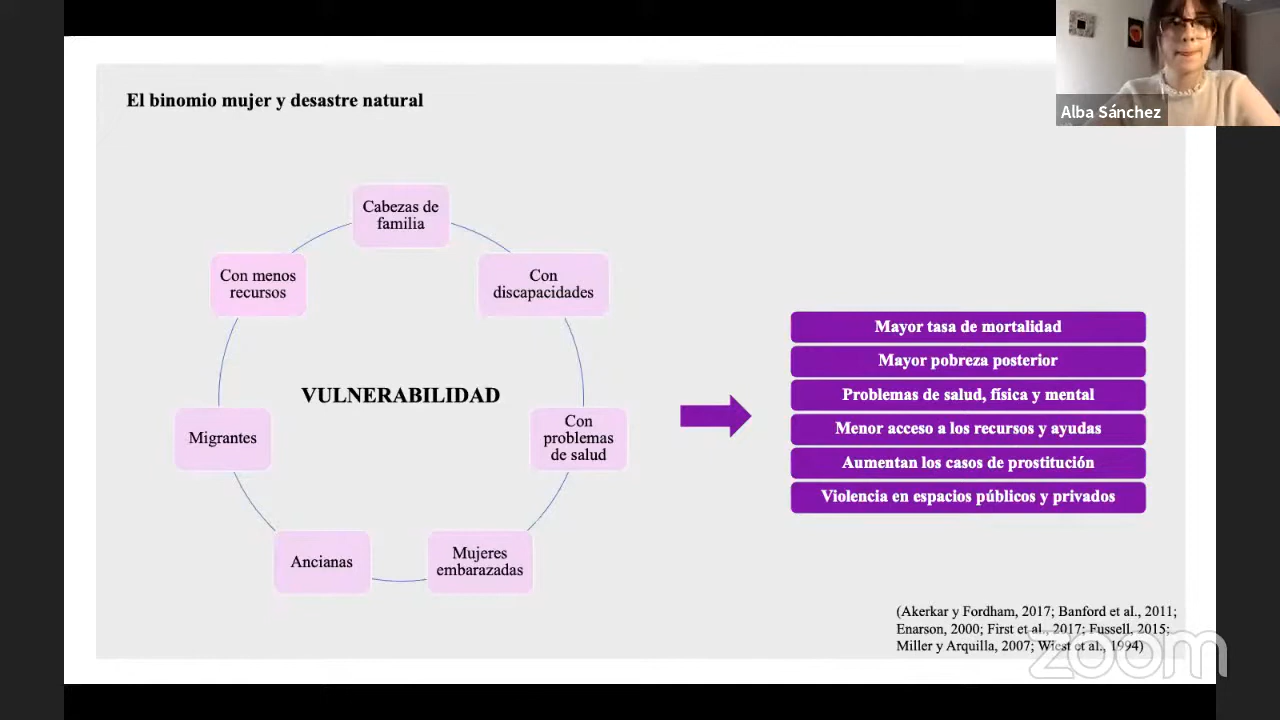 El binomio mujer y desastre natural
Alba Sánchez
Cabezas de
familia
Con
discapacidades
Con
problemas
de salud
Mujeres
embarazadas
Ancianas
Migrantes
Con menos
recursos
VULNERABILIDAD
Mayor tasa de mortalidad
Mayor pobreza posterior
Problemas de salud, física y mental
Menor acceso a los recursos y ayudas
Aumentan los casos de prostitución
Violencia en espacios públicos y privados
(Akerkar y Fordham, 2017; Banford et al., 2011;
Enarson, 2000; First et al., 2017; Fussell, 2015;
Miller y Arquilla, 2007; Wiest et al., 1994)
zoom